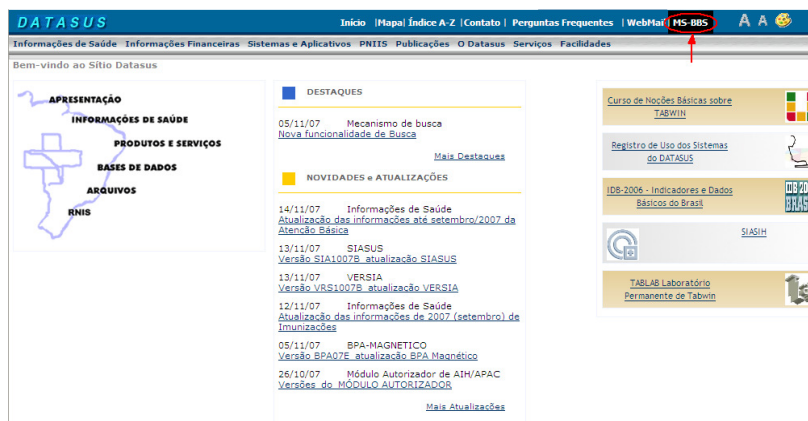 DATASUS
Início |Mapa| Índice A-Z |Contato | Perguntas Frequentes | WebMail| MS-BBS A A
Informações de Saúde Informações Financeiras Sistemas e Aplicativos PNIIS Publicações O Datasus Serviços Facilidades
Bem-vindo ao Sítio Datasus
APRESENTAÇÃO
INFORMAÇÕES DE SAÚDE
PRODUTOS E SERVIÇOS
BASES DE DADOS
ARQUIVOS
RNIS
DESTAQUES
05/11/07 Mecanismo de busca
Nova funcionalidade de Busca
Mais Destaques
NOVIDADES e ATUALIZAÇÕES
14/11/07 Informações de Saúde
Atualização das informações até setembro/2007 da
Atenção Básica
13/11/07 SIASUS
Versão SIA1007B atualização SIASUS
13/11/07 VERSIA
Versão VRS1007B atualização VERSIA
12/11/07 Informações de Saúde
Atualização das informações de 2007 (setembro) de
Imunizações
05/11/07 BPA-MAGNETICO
Versão BPA07E atualização BPA Magnético
26/10/07 Módulo Autorizador de AIH/APAC
Versões do MÓDULO AUTORIZADOR
Mais Atualizações
Curso de Noções Básicas sobre
TABWIN
Registro de Uso dos Sistemas
do DATASUS
IDB-2006 - Indicadores e Dados
Básicos do Brasil
SIASIH
TABLAB Laboratório
Permanente de Tabwin